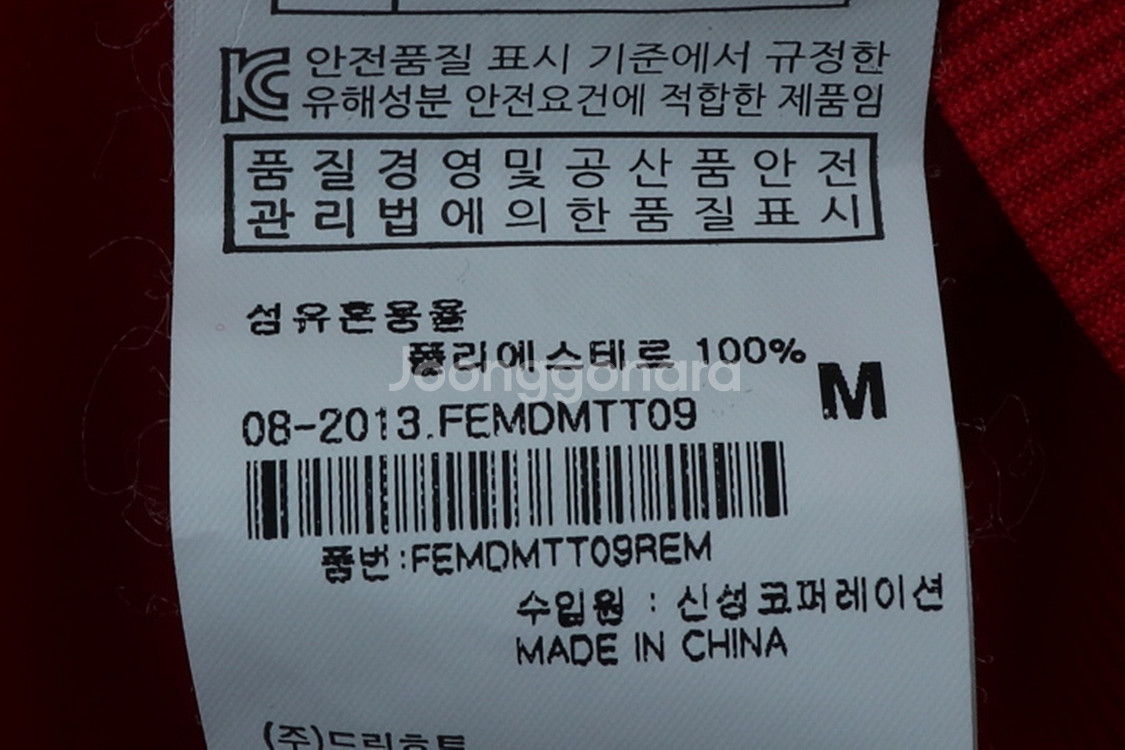 안전품질 표시 기준에서 규정한
유해성분 안전요건에 적합한 제품임
품질경영및공산품안전
관리법에의한품질표시
섬유혼용율
폴리에스테르 100%
Joonggonara
M
08-2013.FEMDMTT09
품번:FEMDMTT09REM
수입원 : 신성코퍼레이션
MADE IN CHINA